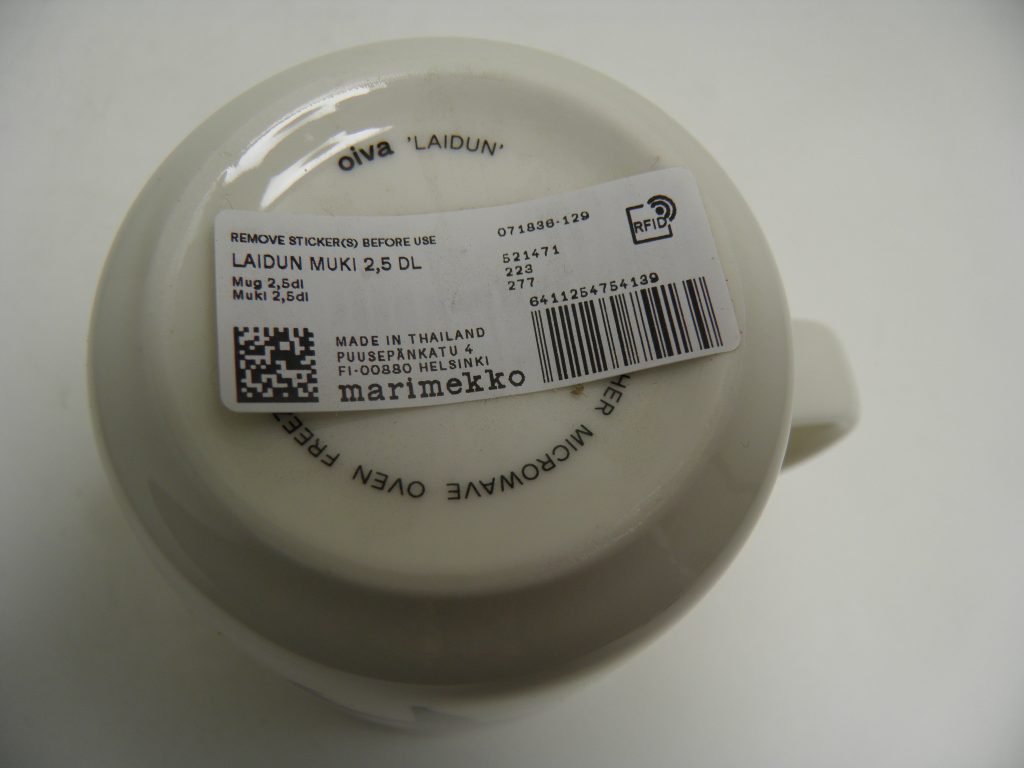 oiva 'LAIDUN'
REMOVE STICKER(S) BEFORE USE
LAIDUN MUKI 2,5 DL
Mug 2,5dl
Muki 2,5dl
071836-129
521471
223
277
RFID
6411254754139
MADE IN THAILAND
PUUSEPÄNKATU 4
FI-00880 HELSINKI
marimekko
HER MICROWAVE OVEN FREEZ